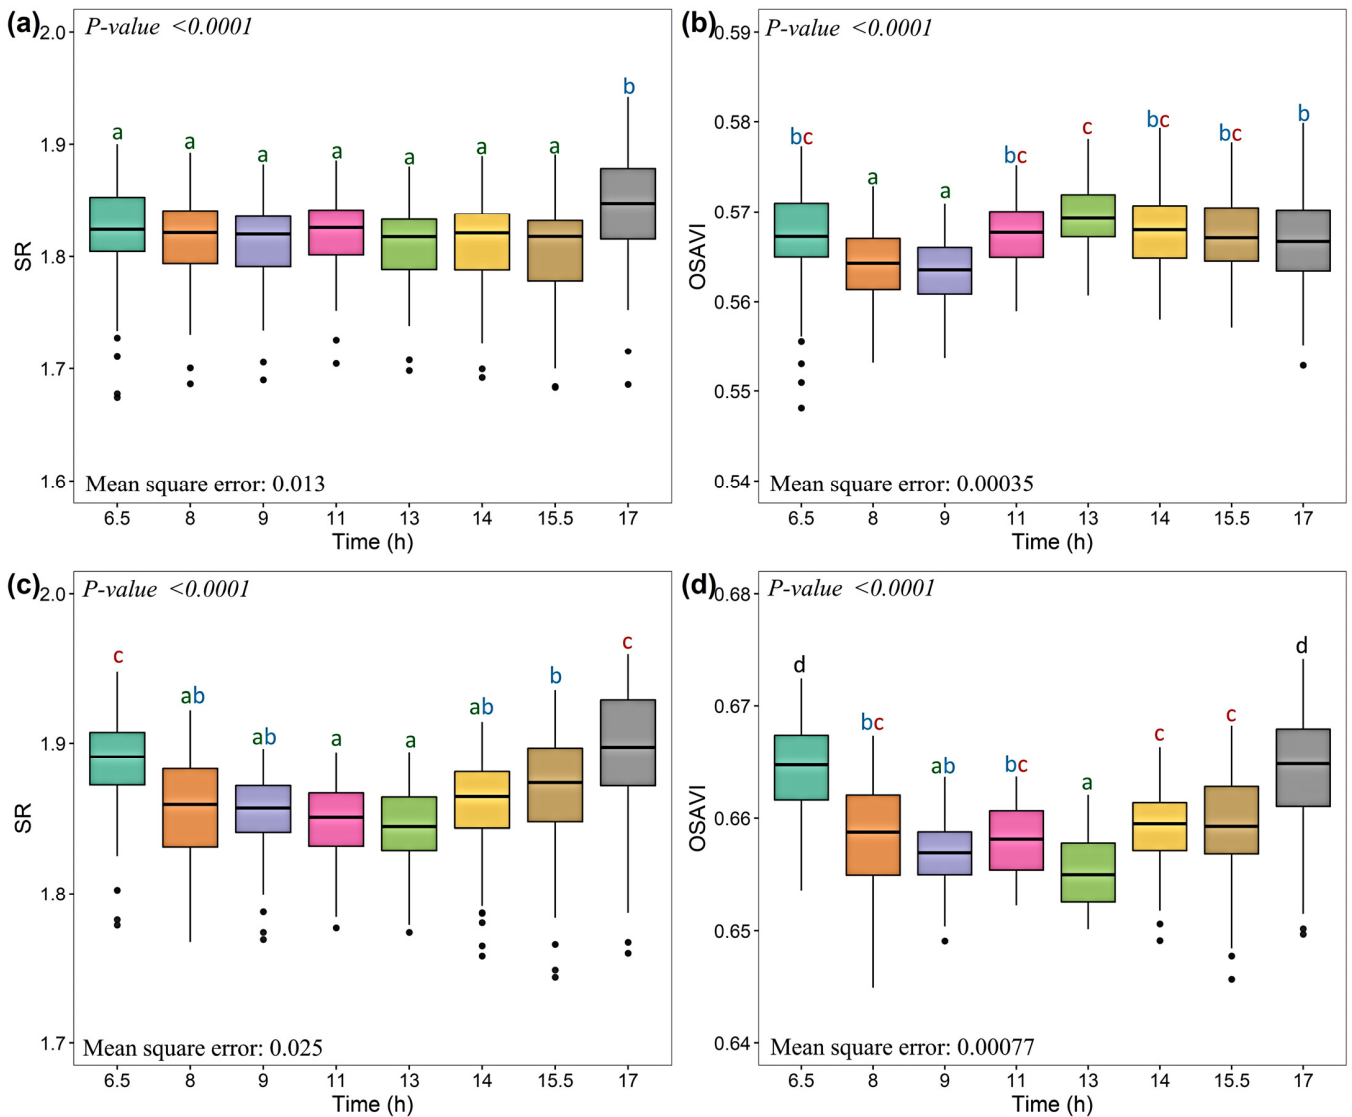 (a)
P-value <0.0001
2.0
1.9
1.8
1.7
1.6
SR
a a a a a a a b
Mean square error: 0.013
6.5 8 9 11 13 14 15.5 17
Time (h)
(b)
P-value <0.0001
0.59
0.58
0.57
0.56
0.55
0.54
OSAVI
bc a a bc c bc bc b
Mean square error: 0.00035
6.5 8 9 11 13 14 15.5 17
Time (h)
(c)
P-value <0.0001
2.0
1.9
1.8
1.7
SR
c ab ab a a ab b c
Mean square error: 0.025
6.5 8 9 11 13 14 15.5 17
Time (h)
(d)
P-value <0.0001
0.68
0.67
0.66
0.65
0.64
OSAVI
d bc ab bc a c c d
Mean square error: 0.00077
6.5 8 9 11 13 14 15.5 17
Time (h)